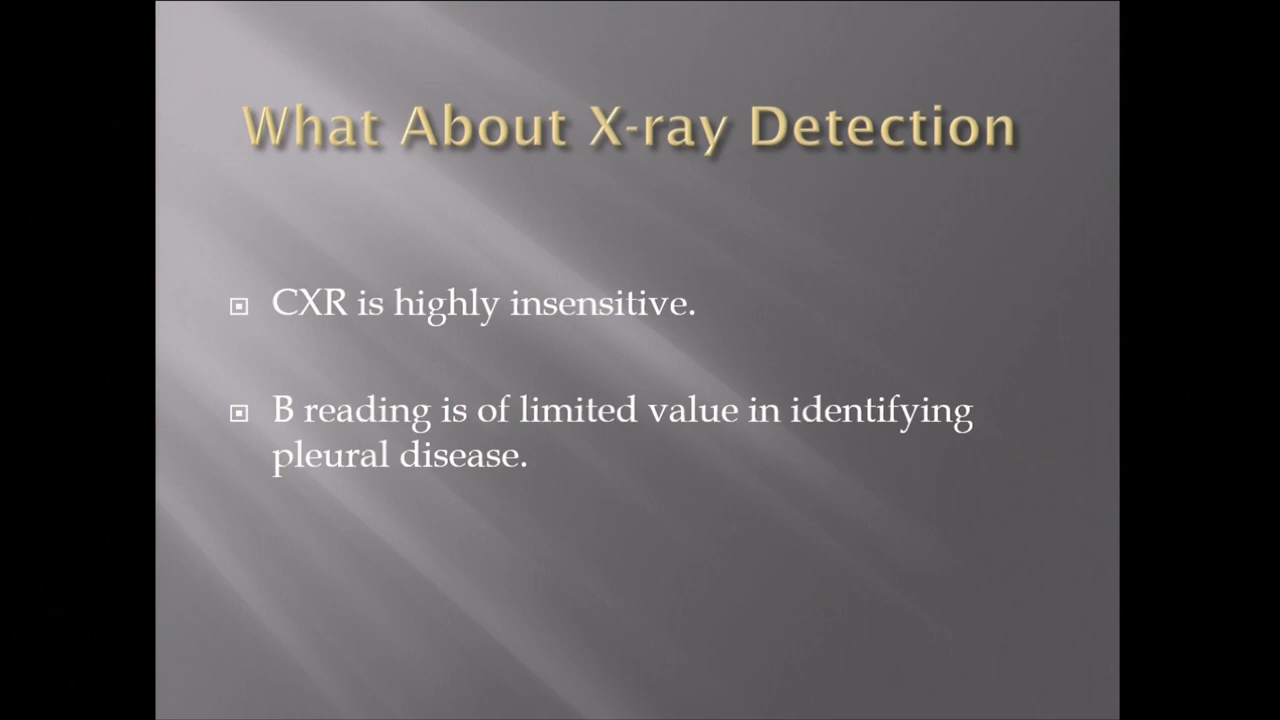 What About X-ray Detection
CXR is highly insensitive.
B reading is of limited value in identifying
pleural disease.